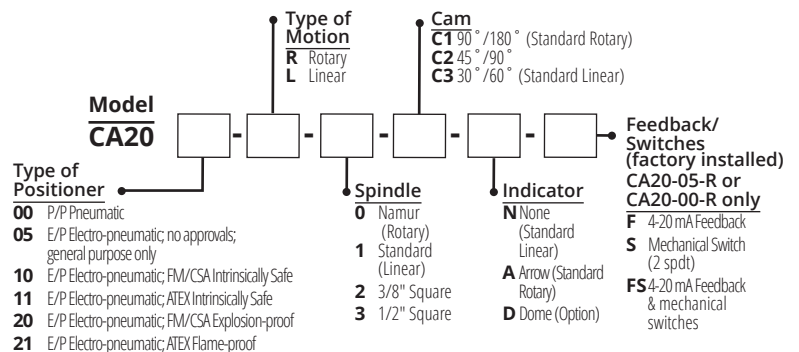 Type of
Motion
R Rotary
L Linear
Cam
C1 90°/180° (Standard Rotary)
C2 45°/90°
C3 30°/60° (Standard Linear)
Model
CA20
- - - - -
Type of
Positioner
00 P/P Pneumatic
05 E/P Electro-pneumatic; no approvals;
general purpose only
10 E/P Electro-pneumatic; FM/CSA Intrinsically Safe
11 E/P Electro-pneumatic; ATEX Intrinsically Safe
20 E/P Electro-pneumatic; FM/CSA Explosion-proof
21 E/P Electro-pneumatic; ATEX Flame-proof
Spindle
0 Namur
(Rotary)
1 Standard
(Linear)
2 3/8" Square
3 1/2" Square
Indicator
N None
(Standard
Linear)
A Arrow (Standard
Rotary)
D Dome (Option)
Feedback/
Switches
(factory installed)
CA20-05-R or
CA20-00-R only
F 4-20 mA Feedback
S Mechanical Switch
(2 spdt)
FS 4-20 mA Feedback
& mechanical
switches